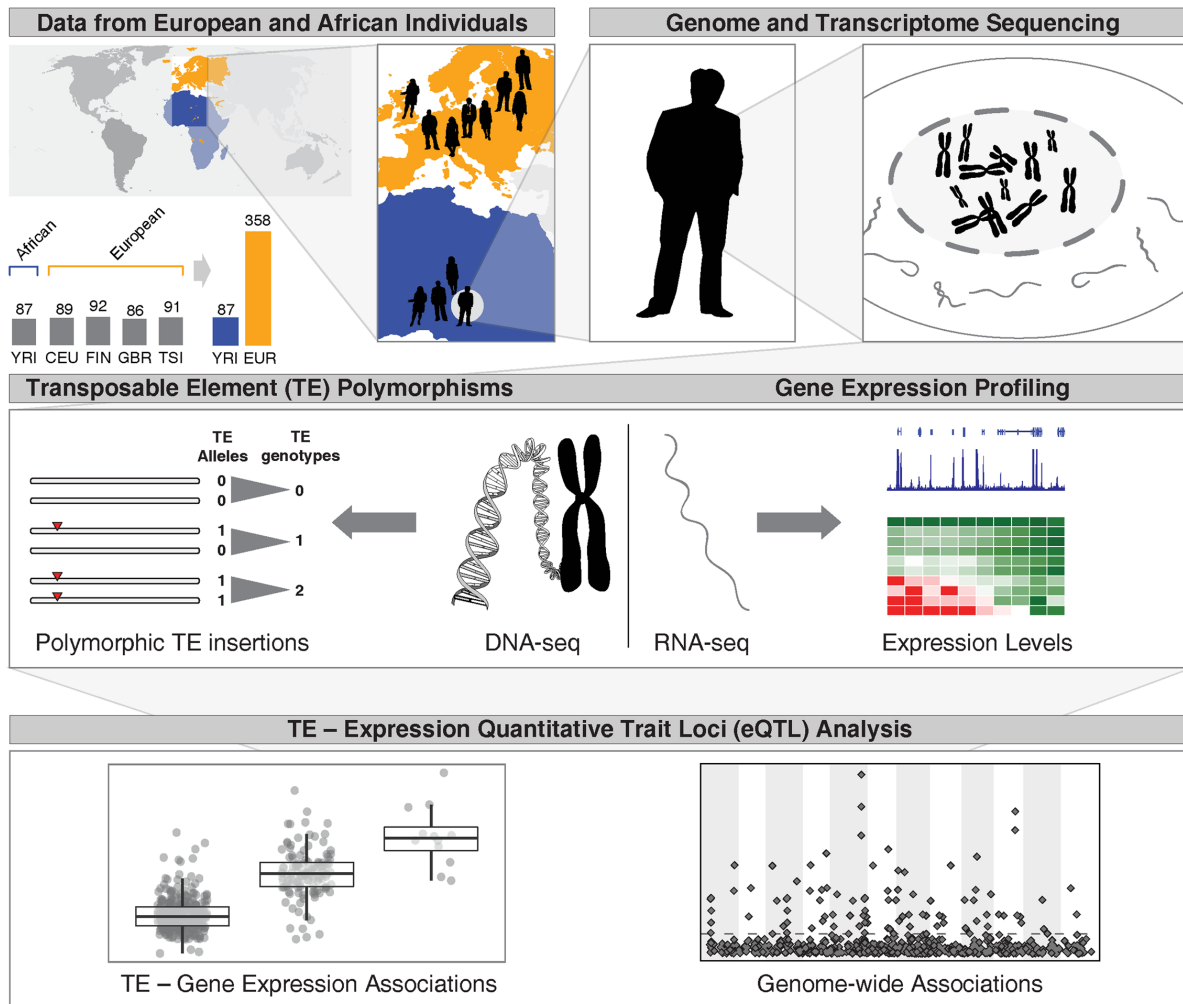 Data from European and African Individuals
Genome and Transcriptome Sequencing
African
European
358
87
89
92
86
91
87
YRI
CEU
FIN
GBR
TSI
YRI
EUR
Transposable Element (TE) Polymorphisms
Gene Expression Profiling
TE
Alleles
TE
genotypes
0
0
0
1
0
1
1
1
2
Polymorphic TE insertions
DNA-seq
RNA-seq
Expression Levels
TE – Expression Quantitative Trait Loci (eQTL) Analysis
TE – Gene Expression Associations
Genome-wide Associations